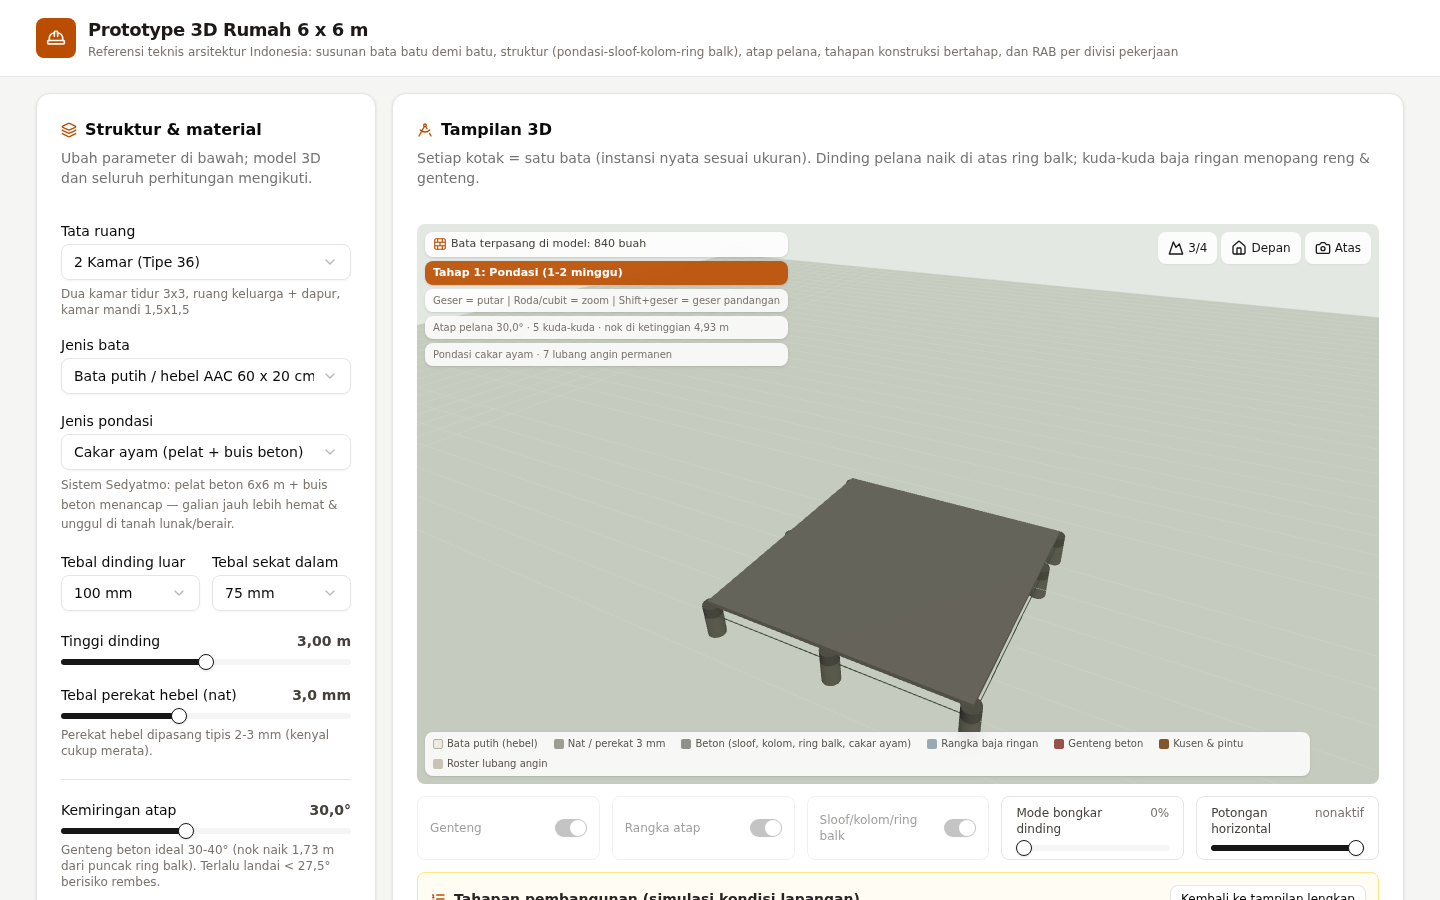 Prototype 3D Rumah 6 x 6 m
Referensi teknis arsitektur Indonesia: susunan bata batu demi batu, struktur (pondasi-sloof-kolom-ring balk), atap pelana, tahapan konstruksi bertahap, dan RAB per divisi pekerjaan
Struktur & material
Ubah parameter di bawah; model 3D
dan seluruh perhitungan mengikuti.
Tata ruang
2 Kamar (Tipe 36)
Dua kamar tidur 3x3, ruang keluarga + dapur,
kamar mandi 1,5x1,5
Jenis bata
Bata putih / hebel AAC 60 x 20 cm
Jenis pondasi
Cakar ayam (pelat + buis beton)
Sistem Sedyatmo: pelat beton 6x6 m + buis
beton menancap — galian jauh lebih hemat &
unggul di tanah lunak/berair.
Tebal dinding luar
Tebal sekat dalam
100 mm
75 mm
Tinggi dinding
3,00 m
Tebal perekat hebel (nat)
3,0 mm
Perekat hebel dipasang tipis 2-3 mm (kenyal
cukup merata).
Kemiringan atap
30,0°
Genteng beton ideal 30-40° (nok naik 1,73 m
dari puncak ring balk). Terlalu landai < 27,5°
berisiko rembes.
Tampilan 3D
Setiap kotak = satu bata (instansi nyata sesuai ukuran). Dinding pelana naik di atas ring balk; kuda-kuda baja ringan menopang reng &
genteng.
Bata terpasang di model: 840 buah
Tahap 1: Pondasi (1-2 minggu)
Geser = putar | Roda/cubit = zoom | Shift+geser = geser pandangan
Atap pelana 30,0° · 5 kuda-kuda · nok di ketinggian 4,93 m
Pondasi cakar ayam · 7 lubang angin permanen
3/4
Depan
Atas
Bata putih (hebel)
Nat / perekat 3 mm
Beton (sloof, kolom, ring balk, cakar ayam)
Rangka baja ringan
Genteng beton
Kusen & pintu
Roster lubang angin
Genteng
Rangka atap
Sloof/kolom/ring
balk
Mode bongkar
dinding
0%
Potongan
horizontal
nonaktif
Tahapan pembangunan (simulasi kondisi lapangan)
Kembali ke tampilan lengkap